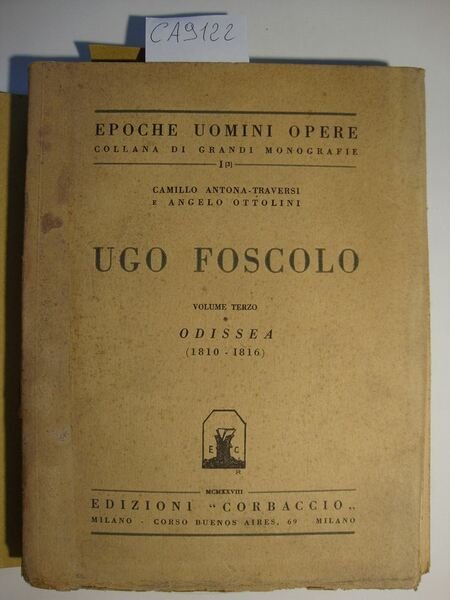 CA9122
EPOCHE UOMINI OPERE
COLLANA DI GRANDI MONOGRAFIE
I [3]
CAMILLO ANTONA-TRAVERSI
E ANGELO OTTOLINI
UGO FOSCOLO
VOLUME TERZO
*
ODISSEA
(1810 - 1816)
E C
R
MCMXXVIII
EDIZIONI "CORBACCIO„
MILANO - CORSO BUENOS AIRES, 69 - MILANO